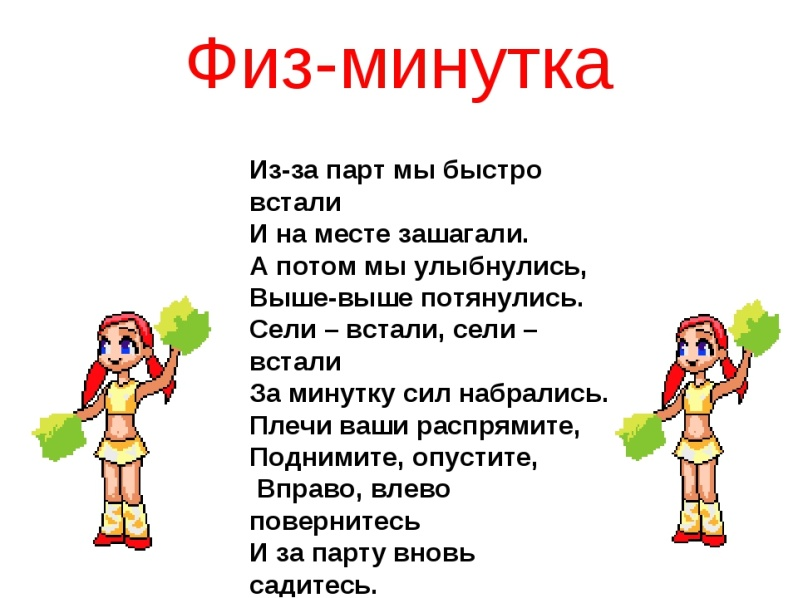 Физ-минутка
Из-за парт мы быстро
встали
И на месте зашагали.
А потом мы улыбнулись,
Выше-выше потянулись.
Сели – встали, сели –
встали
За минутку сил набрались.
Плечи ваши распрямите,
Поднимите, опустите,
Вправо, влево
повернитесь
И за парту вновь
садитесь.